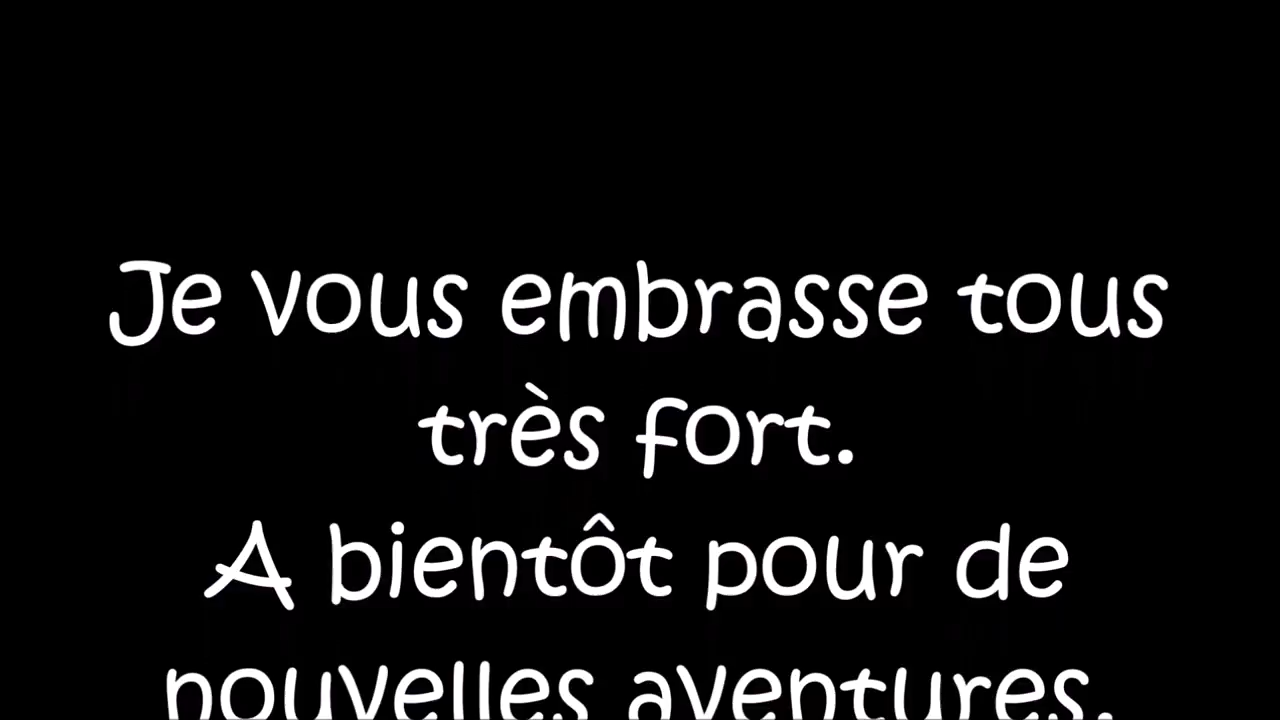 Je vous embrasse tous
très fort.
A bientôt pour de
nouvelles aventures.